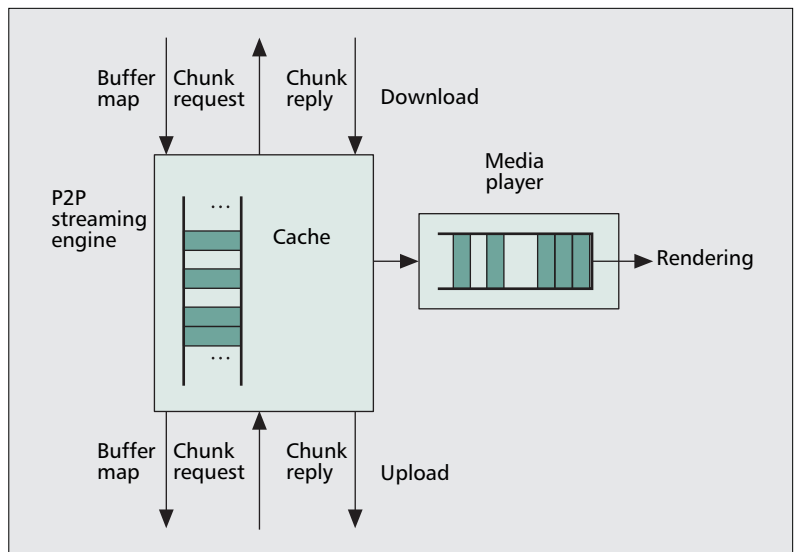 Buffer
map
Chunk
request
Chunk
reply
Download
P2P
streaming
engine
...
Cache
...
Media
player
Rendering
Buffer
map
Chunk
request
Chunk
reply
Upload